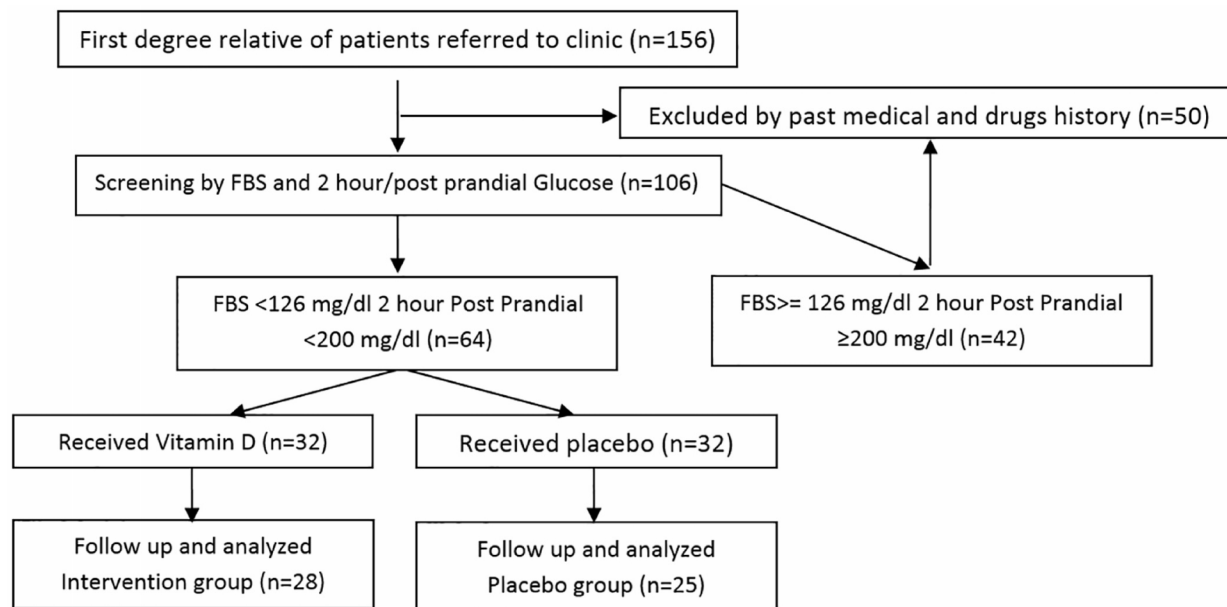 First degree relative of patients referred to clinic (n=156)
Excluded by past medical and drugs history (n=50)
Screening by FBS and 2 hour/post prandial Glucose (n=106)
FBS <126 mg/dl 2 hour Post Prandial
<200 mg/dl (n=64)
FBS>= 126 mg/dl 2 hour Post Prandial
≥200 mg/dl (n=42)
Received Vitamin D (n=32)
Received placebo (n=32)
Follow up and analyzed
Intervention group (n=28)
Follow up and analyzed
Placebo group (n=25)